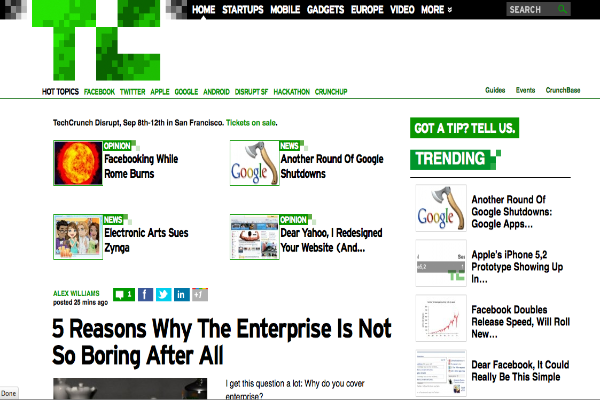 HOME STARTUPS MOBILE GADGETS EUROPE VIDEO MORE
SEARCH
HOT TOPICS FACEBOOK TWITTER APPLE GOOGLE ANDROID DISRUPT SF HACKATHON CRUNCHUP
Guides Events CrunchBase
TechCrunch Disrupt, Sep 8th-12th in San Francisco. Tickets on sale.
OPINION
Facebooking While
Rome Burns
NEWS
Another Round Of Google
Shutdowns
Google
NEWS
Electronic Arts Sues
Zynga
OPINION
Dear Yahoo, I Redesigned
Your Website (And...
GOT A TIP? TELL US.
TRENDING
Google
Another Round Of
Google Shutdowns:
Google Apps...
Apple's iPhone 5,2
Prototype Showing Up
In...
Facebook Doubles
Release Speed, Will Roll
New...
Dear Facebook, It Could
Really Be This Simple
ALEX WILLIAMS
posted 25 mins ago
1
5 Reasons Why The Enterprise Is Not
So Boring After All
I get this question a lot: Why do you cover
enterprise?
Done